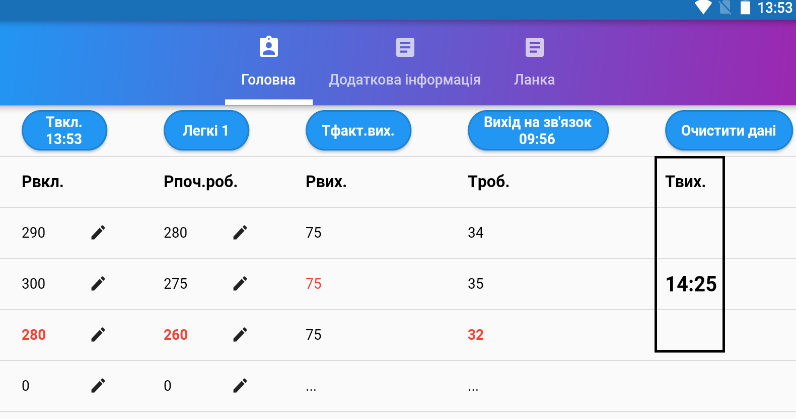 13:53
Головна
Додаткова інформація
Ланка
Твкл.
13:53
Легкі 1
Тфакт.вих.
Вихід на зв'язок
09:56
Очистити дані
Рвкл. Рпоч.роб. Рвих. Троб. Твих.
290 280 75 34
300 275 75 35 14:25
280 260 75 32
0 0 ... ...